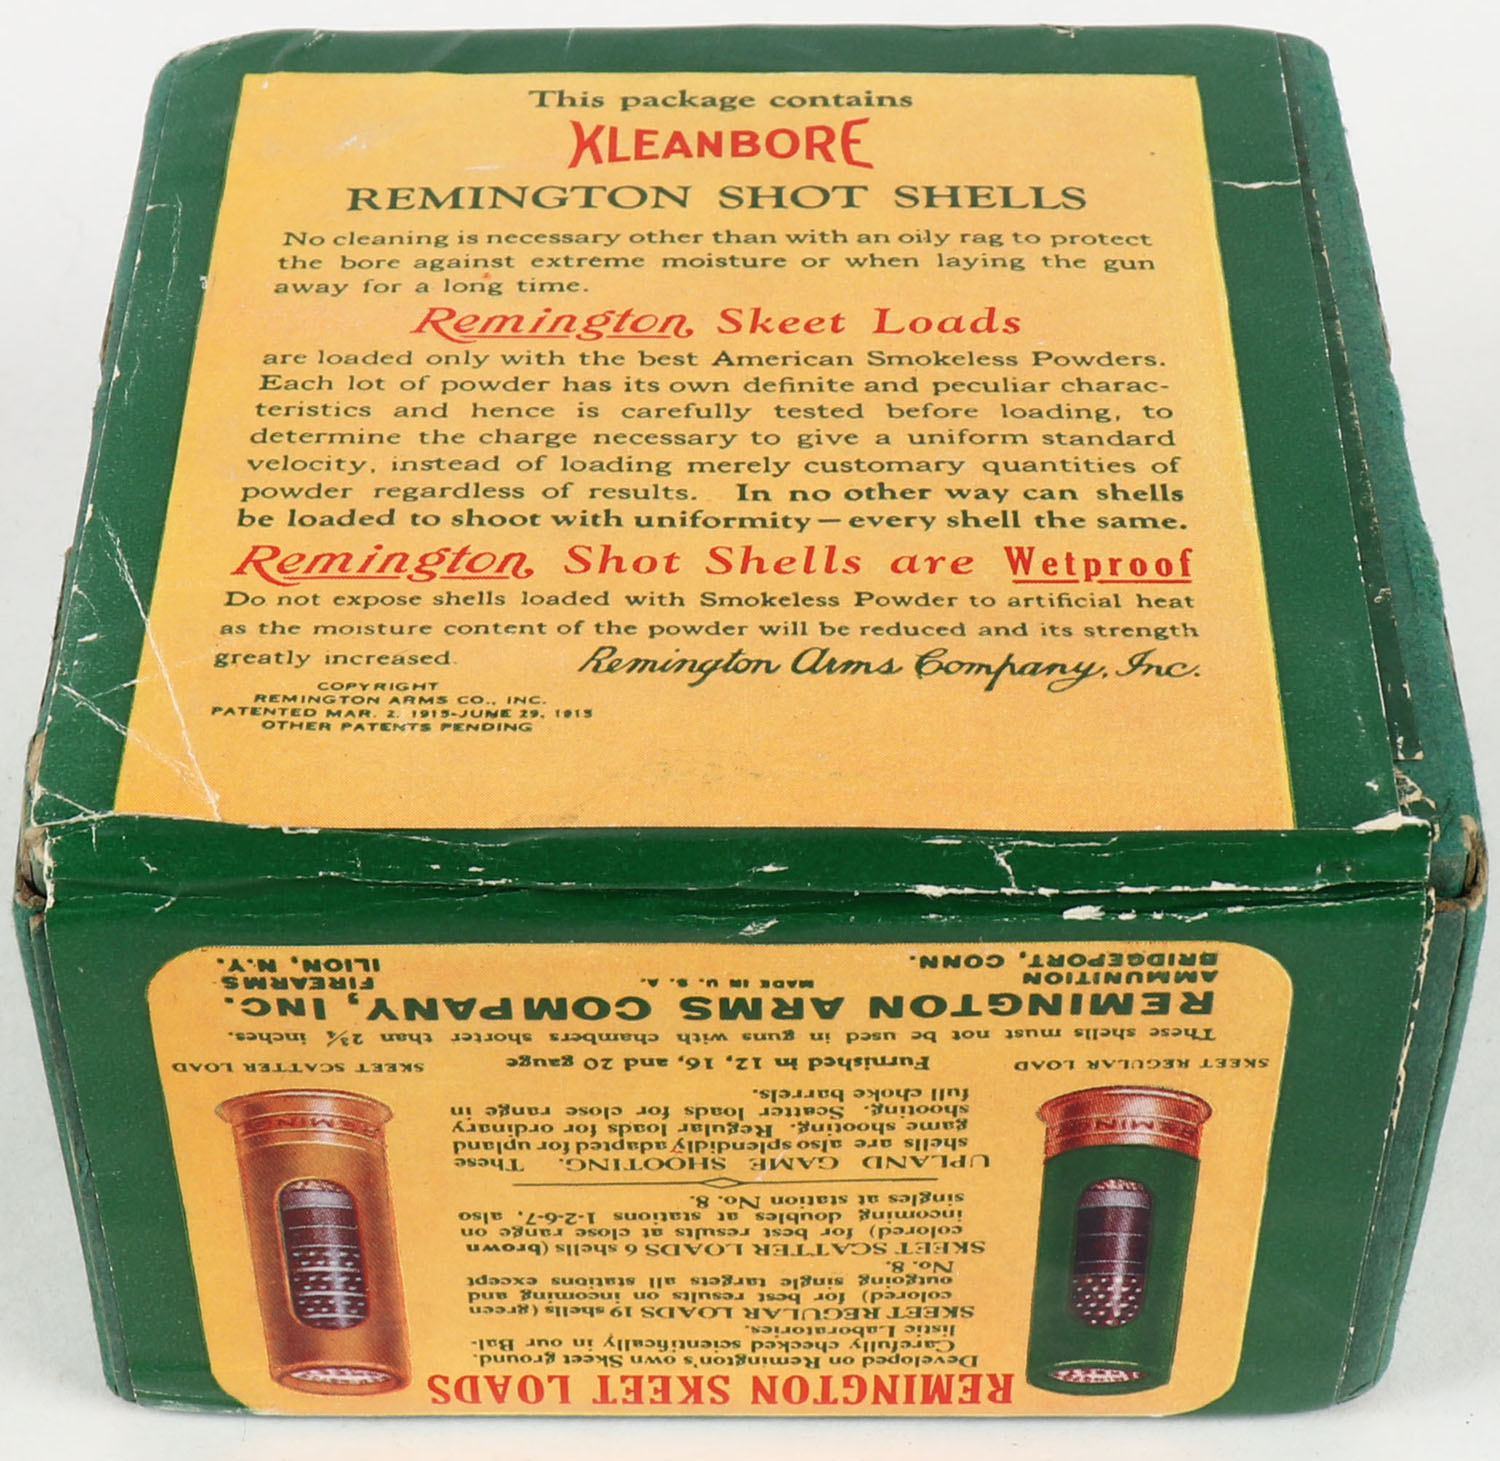 This package contains
KLEANBORE
REMINGTON SHOT SHELLS
No cleaning is necessary other than with an oily rag to protect
the bore against extreme moisture or when laying the gun
away for a long time.
Remington, Skeet Loads
are loaded only with the best American Smokeless Powders.
Each lot of powder has its own definite and peculiar charac-
teristics and hence is carefully tested before loading, to
determine the charge necessary to give a uniform standard
velocity, instead of loading merely customary quantities of
powder regardless of results. In no other way can shells
be loaded to shoot with uniformity—every shell the same.
Remington, Shot Shells are Wetproof
Do not expose shells loaded with Smokeless Powder to artificial heat
as the moisture content of the powder will be reduced and its strength
greatly increased.
Remington Arms Company, Inc.
COPYRIGHT
REMINGTON ARMS CO., INC.
PATENTED MAR. 2, 1915-JUNE 29, 1915
OTHER PATENTS PENDING
REMINGTON SKEET LOADS
Developed on Remington's own Skeet ground.
Carefully checked scientifically in our Bal-
listic Laboratories.
SKEET REGULAR LOADS 19 shells (green
colored) for best results on incoming and
outgoing single targets all stations except
No. 8.
SKEET SCATTER LOADS 6 shells (brown
colored) for best results at close range on
incoming doubles at stations 1-2-6-7, also
singles at station No. 8.
UPLAND GAME SHOOTING. These
shells are also splendidly adapted for upland
game shooting. Regular loads for ordinary
shooting. Scatter loads for close range in
full choke barrels.
REMING
REMING
SKEET REGULAR LOAD
Furnished in 12, 16, and 20 gauge
SKEET SCATTER LOAD
These shells must not be used in guns with chambers shorter than 2¾ inches.
REMINGTON ARMS COMPANY, INC.
AMMUNITION
BRIDGEPORT, CONN.
MADE IN U. S. A.
FIREARMS
ILION, N.Y.